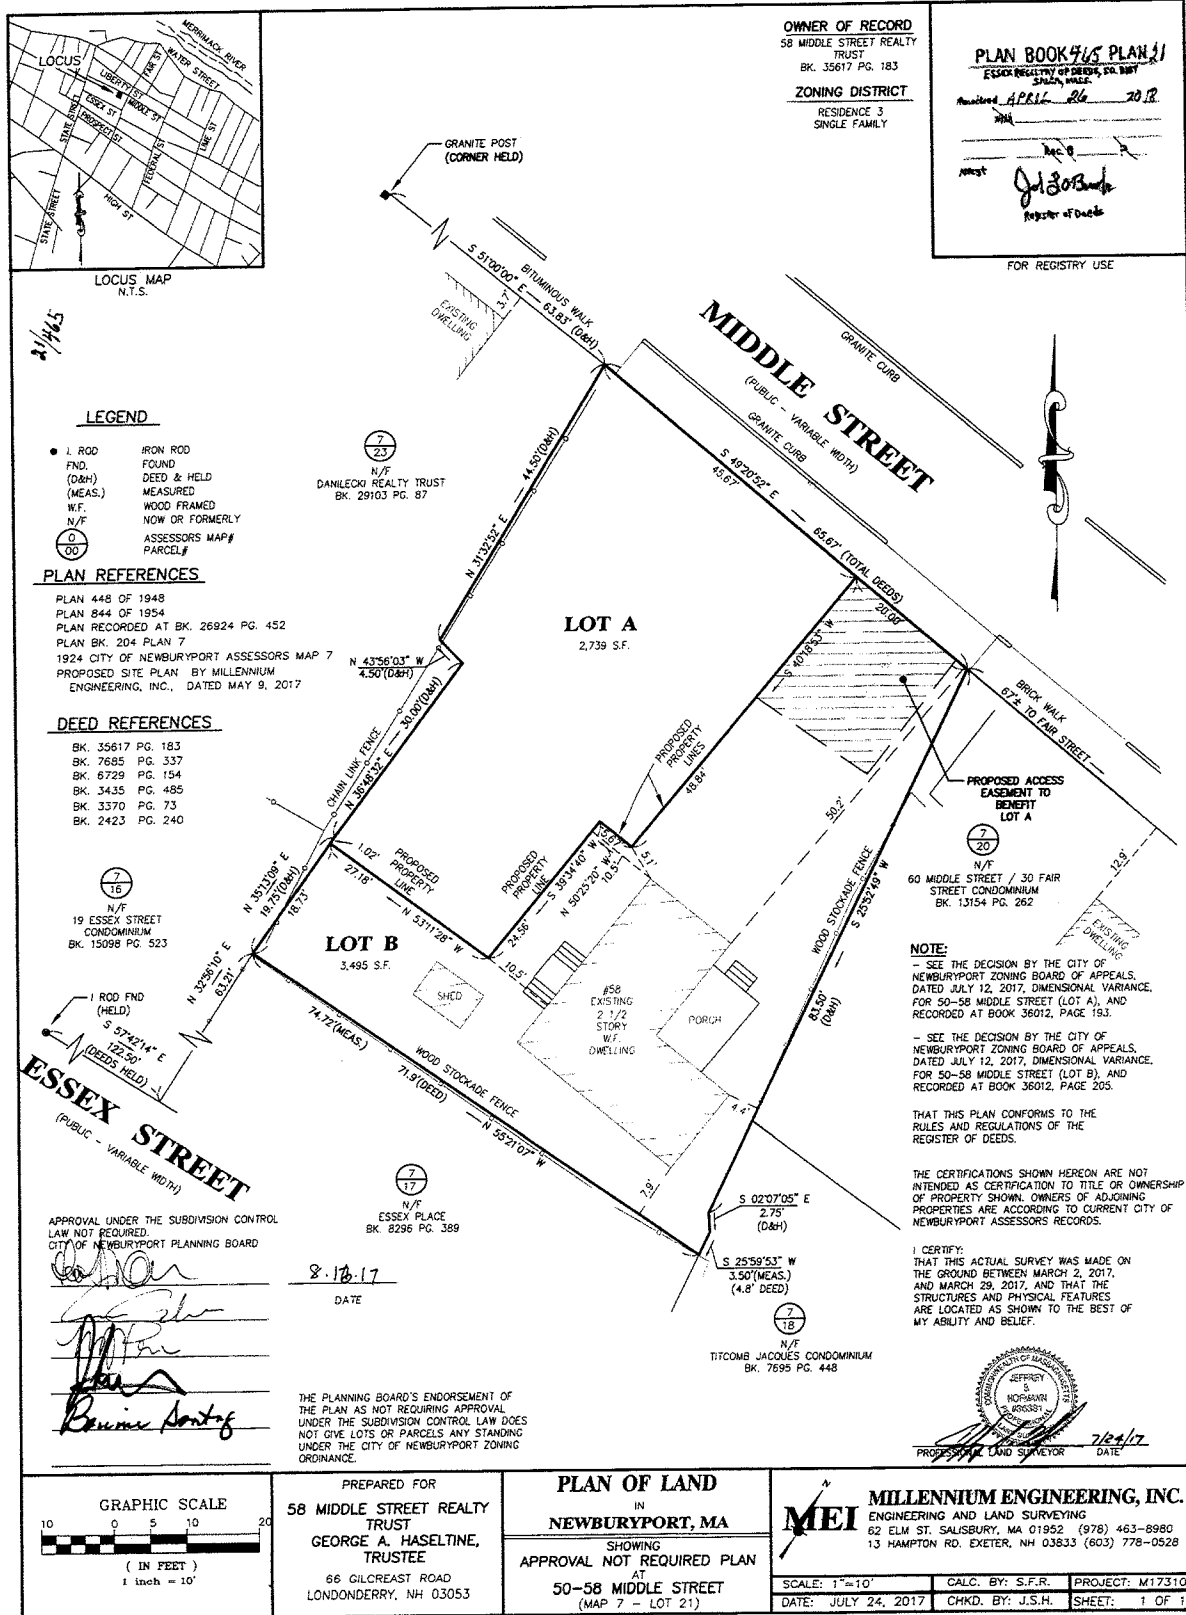 MERRIMACK RIVER
WATER STREET
FAIR ST
LOCUS
LIBERTY ST
MIDDLE ST
ESSEX ST
PROSPECT ST
STATE STREET
LIME ST
FEDERAL ST
HIGH ST
STATE STREET
LOCUS MAP
N.T.S.
21/465
OWNER OF RECORD
58 MIDDLE STREET REALTY
TRUST
BK. 35617 PG. 183
ZONING DISTRICT
RESIDENCE 3
SINGLE FAMILY
PLAN BOOK 465 PLAN 21
ESSEX REGISTRY OF DEEDS, SO. DIST
SALEM, MASS.
Received APRIL 26 2018
Attest
Register of Deeds
FOR REGISTRY USE
GRANITE POST
(CORNER HELD)
S 51°00'00" E 63.83' (D&H)
BITUMINOUS WALK
3.7'
EXISTING
DWELLING
MIDDLE STREET
(PUBLIC - VARIABLE WIDTH)
GRANITE CURB
GRANITE CURB
LEGEND
I. ROD IRON ROD
FND. FOUND
(D&H) DEED & HELD
(MEAS.) MEASURED
W.F. WOOD FRAMED
N/F NOW OR FORMERLY
0
00
ASSESSORS MAP#
PARCEL#
7
23
N/F
DANILECKI REALTY TRUST
BK. 29103 PG. 87
N 31°32'52" E 44.50'(D&H)
S 49°20'52" E
45.67'
65.67' (TOTAL DEEDS)
20.00'
PLAN REFERENCES
PLAN 448 OF 1948
PLAN 844 OF 1954
PLAN RECORDED AT BK. 26924 PG. 452
PLAN BK. 204 PLAN 7
1924 CITY OF NEWBURYPORT ASSESSORS MAP 7
PROPOSED SITE PLAN BY MILLENNIUM
ENGINEERING, INC., DATED MAY 9, 2017
LOT A
2,739 S.F.
N 43°56'03" W
4.50'(D&H)
S 40°18'53" W
48.84'
PROPOSED
PROPERTY
LINES
BRICK WALK
67'± TO FAIR STREET
DEED REFERENCES
BK. 35617 PG. 183
BK. 7685 PG. 337
BK. 6729 PG. 154
BK. 3435 PG. 485
BK. 3370 PG. 73
BK. 2423 PG. 240
CHAIN LINK FENCE
N 36°48'32" E 30.00'(D&H)
PROPOSED ACCESS
EASEMENT TO
BENEFIT
LOT A
50.2'
7
20
N/F
60 MIDDLE STREET / 30 FAIR
STREET CONDOMINIUM
BK. 13154 PG. 262
12.9'
EXISTING
DWELLING
7
16
N/F
19 ESSEX STREET
CONDOMINIUM
BK. 15098 PG. 523
N 35°13'09" E
19.75'(D&H)
18.73'
1.02'
27.18'
PROPOSED
PROPERTY
LINE
N 53°11'28" W
PROPOSED
PROPERTY
LINE
S 39°34'40" W
24.56'
N 50°25'20" W
10.5'
5.1'
10.5'
LOT B
3,495 S.F.
SHED
#58
EXISTING
2 1/2
STORY
W.F.
DWELLING
PORCH
WOOD STOCKADE FENCE
S 25°52'49" W
83.50'
(D&H)
N 32°56'10" E
63.21'
I ROD FND
(HELD)
S 57°42'14" E
122.50'
(DEEDS HELD)
ESSEX STREET
(PUBLIC - VARIABLE WIDTH)
74.72'(MEAS.)
71.9'(DEED)
WOOD STOCKADE FENCE
N 55°21'07" W
4.4'
7.9'
NOTE:
- SEE THE DECISION BY THE CITY OF
NEWBURYPORT ZONING BOARD OF APPEALS,
DATED JULY 12, 2017, DIMENSIONAL VARIANCE,
FOR 50-58 MIDDLE STREET (LOT A), AND
RECORDED AT BOOK 36012, PAGE 193.
- SEE THE DECISION BY THE CITY OF
NEWBURYPORT ZONING BOARD OF APPEALS,
DATED JULY 12, 2017, DIMENSIONAL VARIANCE,
FOR 50-58 MIDDLE STREET (LOT B), AND
RECORDED AT BOOK 36012, PAGE 205.
THAT THIS PLAN CONFORMS TO THE
RULES AND REGULATIONS OF THE
REGISTER OF DEEDS.
THE CERTIFICATIONS SHOWN HEREON ARE NOT
INTENDED AS CERTIFICATION TO TITLE OR OWNERSHIP
OF PROPERTY SHOWN. OWNERS OF ADJOINING
PROPERTIES ARE ACCORDING TO CURRENT CITY OF
NEWBURYPORT ASSESSORS RECORDS.
I CERTIFY:
THAT THIS ACTUAL SURVEY WAS MADE ON
THE GROUND BETWEEN MARCH 2, 2017,
AND MARCH 29, 2017, AND THAT THE
STRUCTURES AND PHYSICAL FEATURES
ARE LOCATED AS SHOWN TO THE BEST OF
MY ABILITY AND BELIEF.
7
17
N/F
ESSEX PLACE
BK. 8296 PG. 389
S 02°07'05" E
2.75'
(D&H)
S 25°59'53" W
3.50'(MEAS.)
(4.8' DEED)
7
18
N/F
TITCOMB JACQUES CONDOMINIUM
BK. 7695 PG. 448
APPROVAL UNDER THE SUBDIVISION CONTROL
LAW NOT REQUIRED.
CITY OF NEWBURYPORT PLANNING BOARD
Bonnie Sontag
8.16.17
DATE
THE PLANNING BOARD'S ENDORSEMENT OF
THE PLAN AS NOT REQUIRING APPROVAL
UNDER THE SUBDIVISION CONTROL LAW DOES
NOT GIVE LOTS OR PARCELS ANY STANDING
UNDER THE CITY OF NEWBURYPORT ZONING
ORDINANCE.
COMMONWEALTH OF MASSACHUSETTS
JEFFREY
S.
HOFMANN
#36381
PROFESSIONAL
LAND SURVEYOR
7/24/17
PROFESSIONAL LAND SURVEYOR DATE
GRAPHIC SCALE
10 0 5 10 20
( IN FEET )
1 inch = 10'
PREPARED FOR
58 MIDDLE STREET REALTY
TRUST
GEORGE A. HASELTINE,
TRUSTEE
66 GILCREAST ROAD
LONDONDERRY, NH 03053
PLAN OF LAND
IN
NEWBURYPORT, MA
SHOWING
APPROVAL NOT REQUIRED PLAN
AT
50-58 MIDDLE STREET
(MAP 7 - LOT 21)
N
MEI
MILLENNIUM ENGINEERING, INC.
ENGINEERING AND LAND SURVEYING
62 ELM ST. SALISBURY, MA 01952 (978) 463-8980
13 HAMPTON RD. EXETER, NH 03833 (603) 778-0528
SCALE: 1"=10' CALC. BY: S.F.R. PROJECT: M17310
DATE: JULY 24, 2017 CHKD. BY: J.S.H. SHEET: 1 OF 1